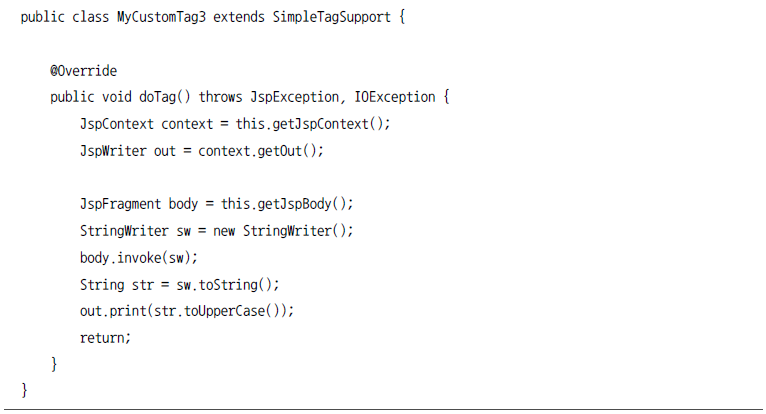 public class MyCustomTag3 extends SimpleTagSupport {
@Override
public void doTag() throws JspException, IOException {
JspContext context = this.getJspContext();
JspWriter out = context.getOut();
JspFragment body = this.getJspBody();
StringWriter sw = new StringWriter();
body.invoke(sw);
String str = sw.toString();
out.print(str.toUpperCase());
return;
}
}